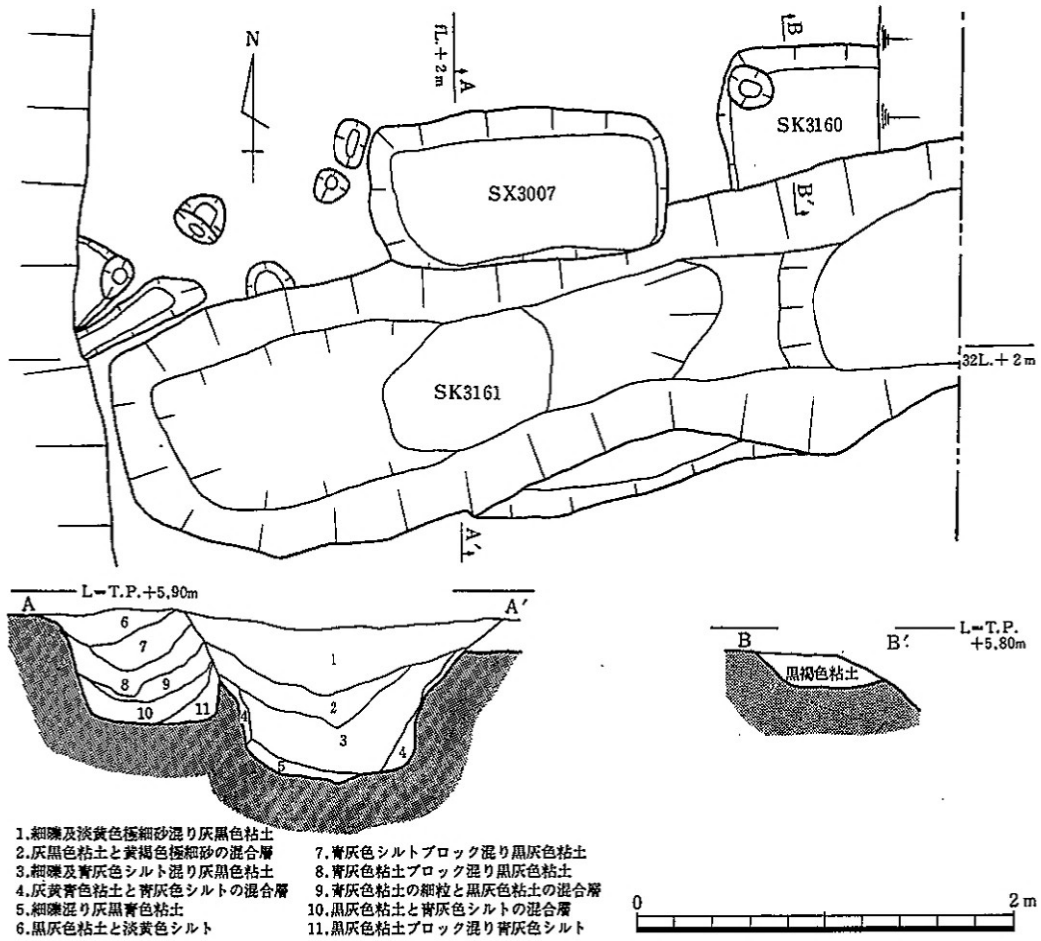 N
fL.+2m
A
B
SK3160
SX3007
B'
SK3161
32L.+2m
A'
L=T.P.+5.90m
A
A'
6
7
8
9
10
11
1
2
3
4
4
5
B
B'
L=T.P.
+5.80m
黒褐色粘土
1.細礫及淡黄色極細砂混り灰黒色粘土
2.灰黒色粘土と黄褐色極細砂の混合層
3.細礫及青灰色シルト混り灰黒色粘土
4.灰黄青色粘土と青灰色シルトの混合層
5.細礫混り灰黒青色粘土
6.黒灰色粘土と淡黄色シルト
7.青灰色シルトブロック混り黒灰色粘土
8.青灰色粘土ブロック混り黒灰色粘土
9.青灰色粘土の細粒と黒灰色粘土の混合層
10.黒灰色粘土と青灰色シルトの混合層
11.黒灰色粘土ブロック混り青灰色シルト
0
2m